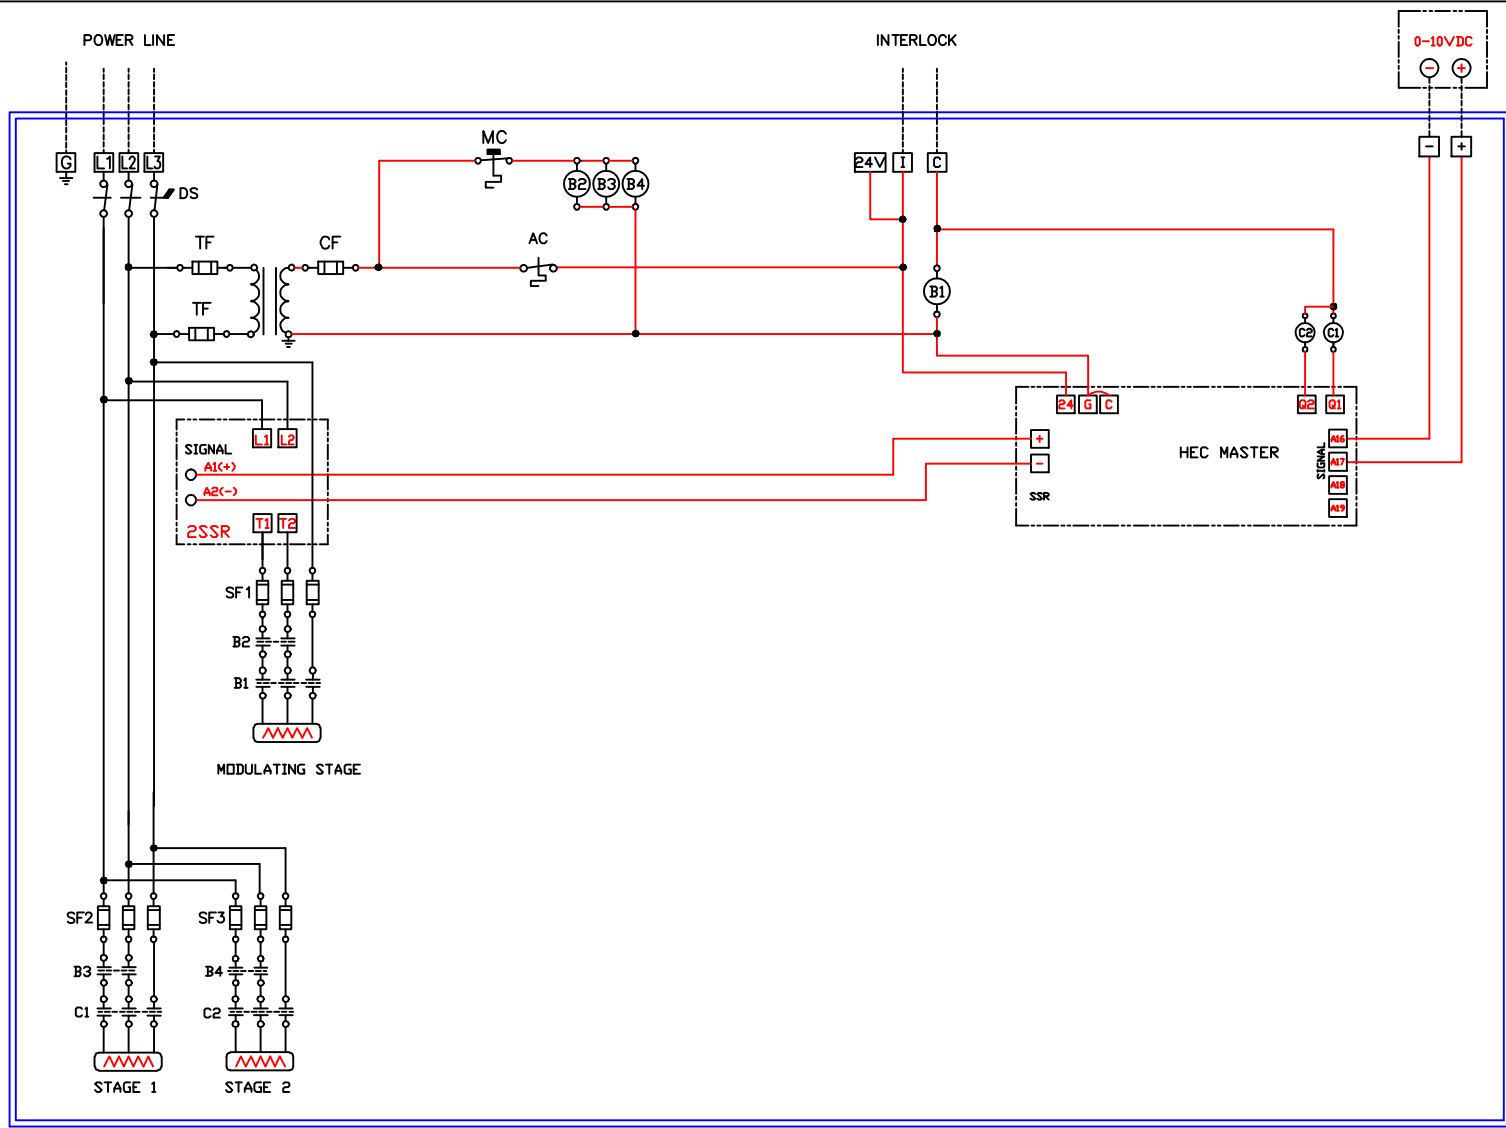 POWER LINE
INTERLOCK
0-10VDC
- +
G L1 L2 L3
DS
MC
B2 B3 B4
24V I C
- +
TF
CF
AC
TF
B1
C2 C1
24 G C
Q2 Q1
L1 L2
SIGNAL
A1(+)
A2(-)
T1 T2
2SSR
+
-
SSR
HEC MASTER
SIGNAL
A16
A17
A18
A19
SF1
B2
B1
MODULATING STAGE
SF2
SF3
B3
B4
C1
C2
STAGE 1
STAGE 2